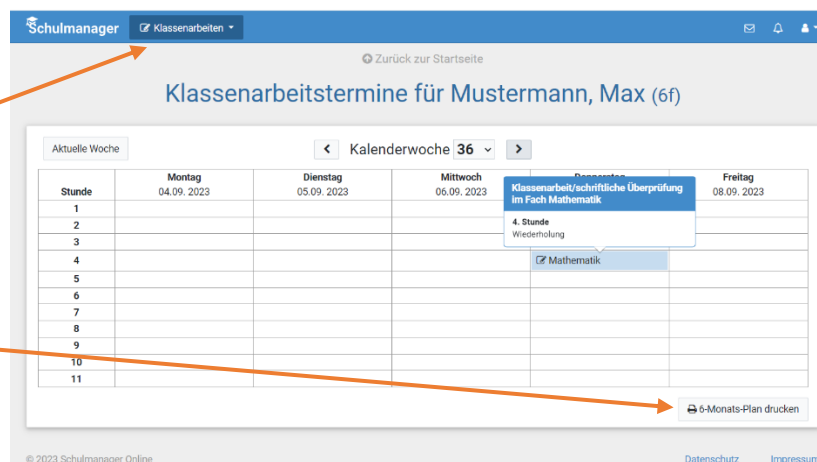 Schulmanager Klassenarbeiten
Zurück zur Startseite
Klassenarbeitstermine für Mustermann, Max (6f)
Aktuelle Woche
Kalenderwoche 36
Stunde
Montag
04.09. 2023
Dienstag
05.09. 2023
Mittwoch
06.09. 2023
Freitag
08.09. 2023
Klassenarbeit/schriftliche Überprüfung
im Fach Mathematik
4. Stunde
Wiederholung
1
2
3
4
Mathematik
5
6
7
8
9
10
11
6-Monats-Plan drucken
© 2023 Schulmanager Online
Datenschutz Impressum